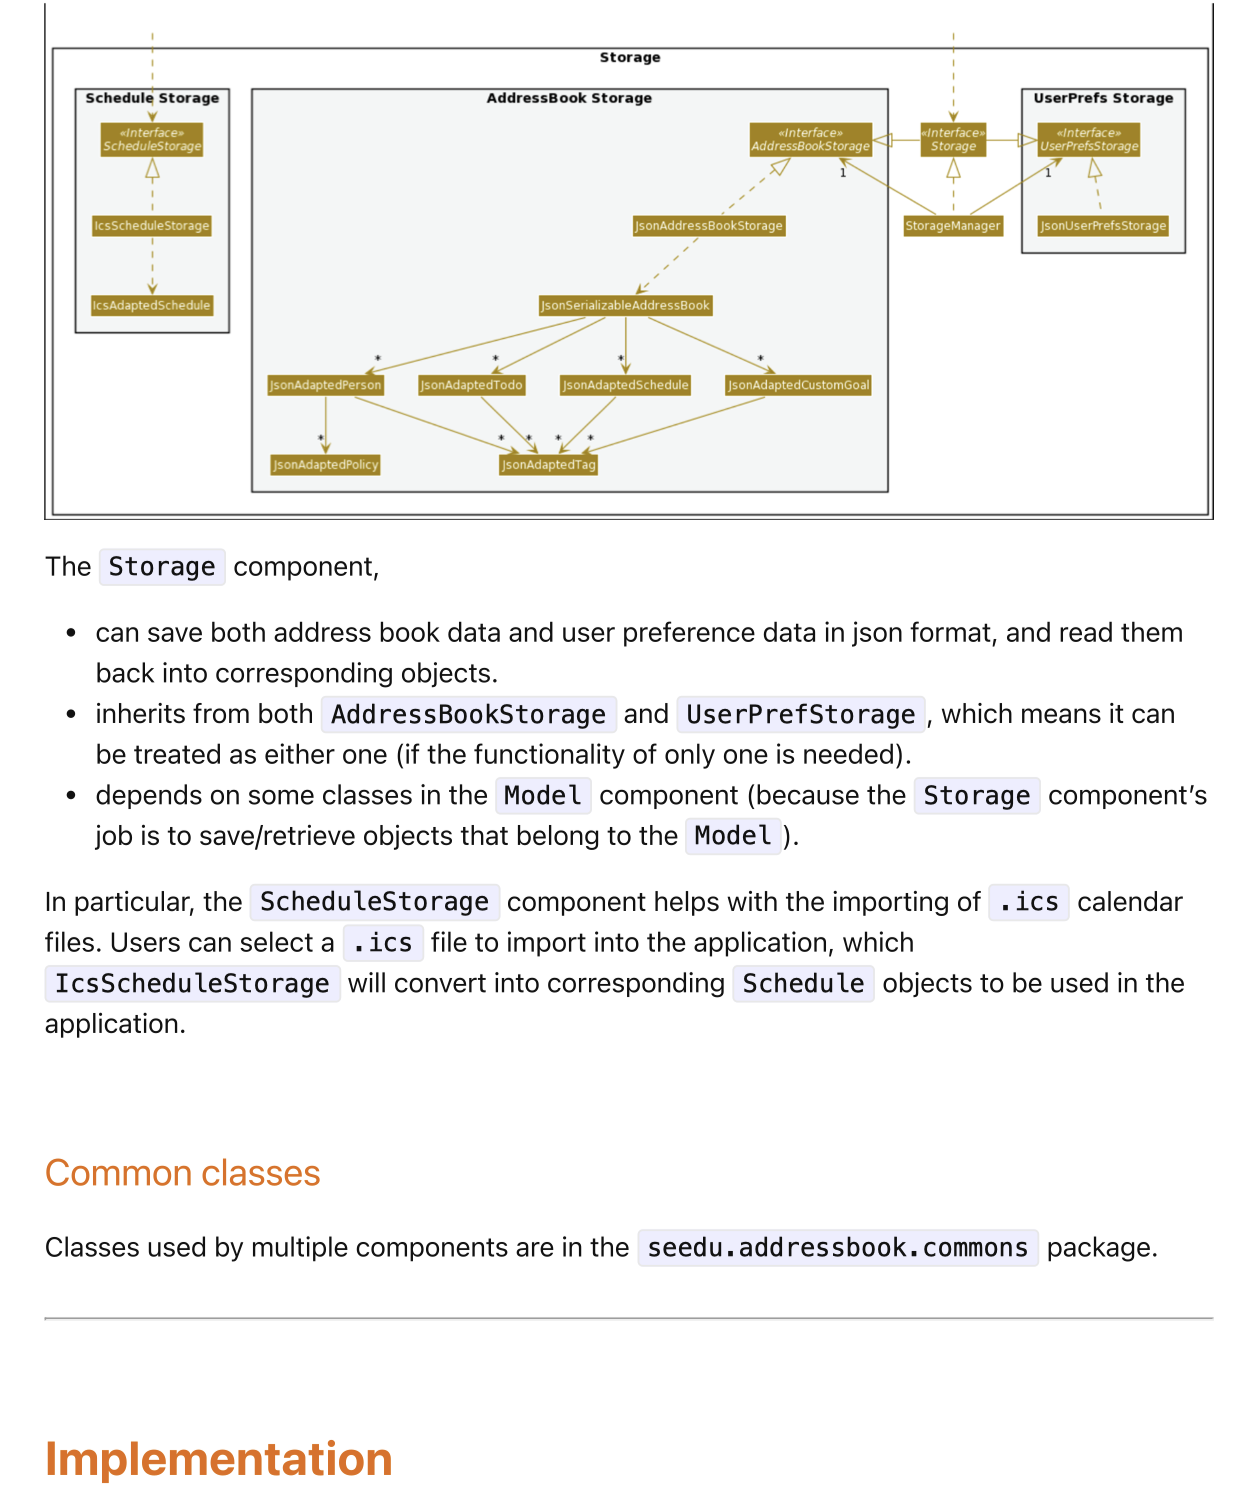 Storage
Schedule Storage
AddressBook Storage
UserPrefs Storage
«Interface»
ScheduleStorage
«Interface»
AddressBookStorage
«Interface»
Storage
«Interface»
UserPrefsStorage
1
1
IcsScheduleStorage
JsonAddressBookStorage
StorageManager
JsonUserPrefsStorage
IcsAdaptedSchedule
JsonSerializableAddressBook
* * * *
JsonAdaptedPerson
JsonAdaptedTodo
JsonAdaptedSchedule
JsonAdaptedCustomGoal
* * * * *
JsonAdaptedPolicy
JsonAdaptedTag
The Storage component,
• can save both address book data and user preference data in json format, and read them
back into corresponding objects.
• inherits from both AddressBookStorage and UserPrefStorage, which means it can
be treated as either one (if the functionality of only one is needed).
• depends on some classes in the Model component (because the Storage component’s
job is to save/retrieve objects that belong to the Model).
In particular, the ScheduleStorage component helps with the importing of .ics calendar
files. Users can select a .ics file to import into the application, which
IcsScheduleStorage will convert into corresponding Schedule objects to be used in the
application.
Common classes
Classes used by multiple components are in the seedu.addressbook.commons package.
Implementation